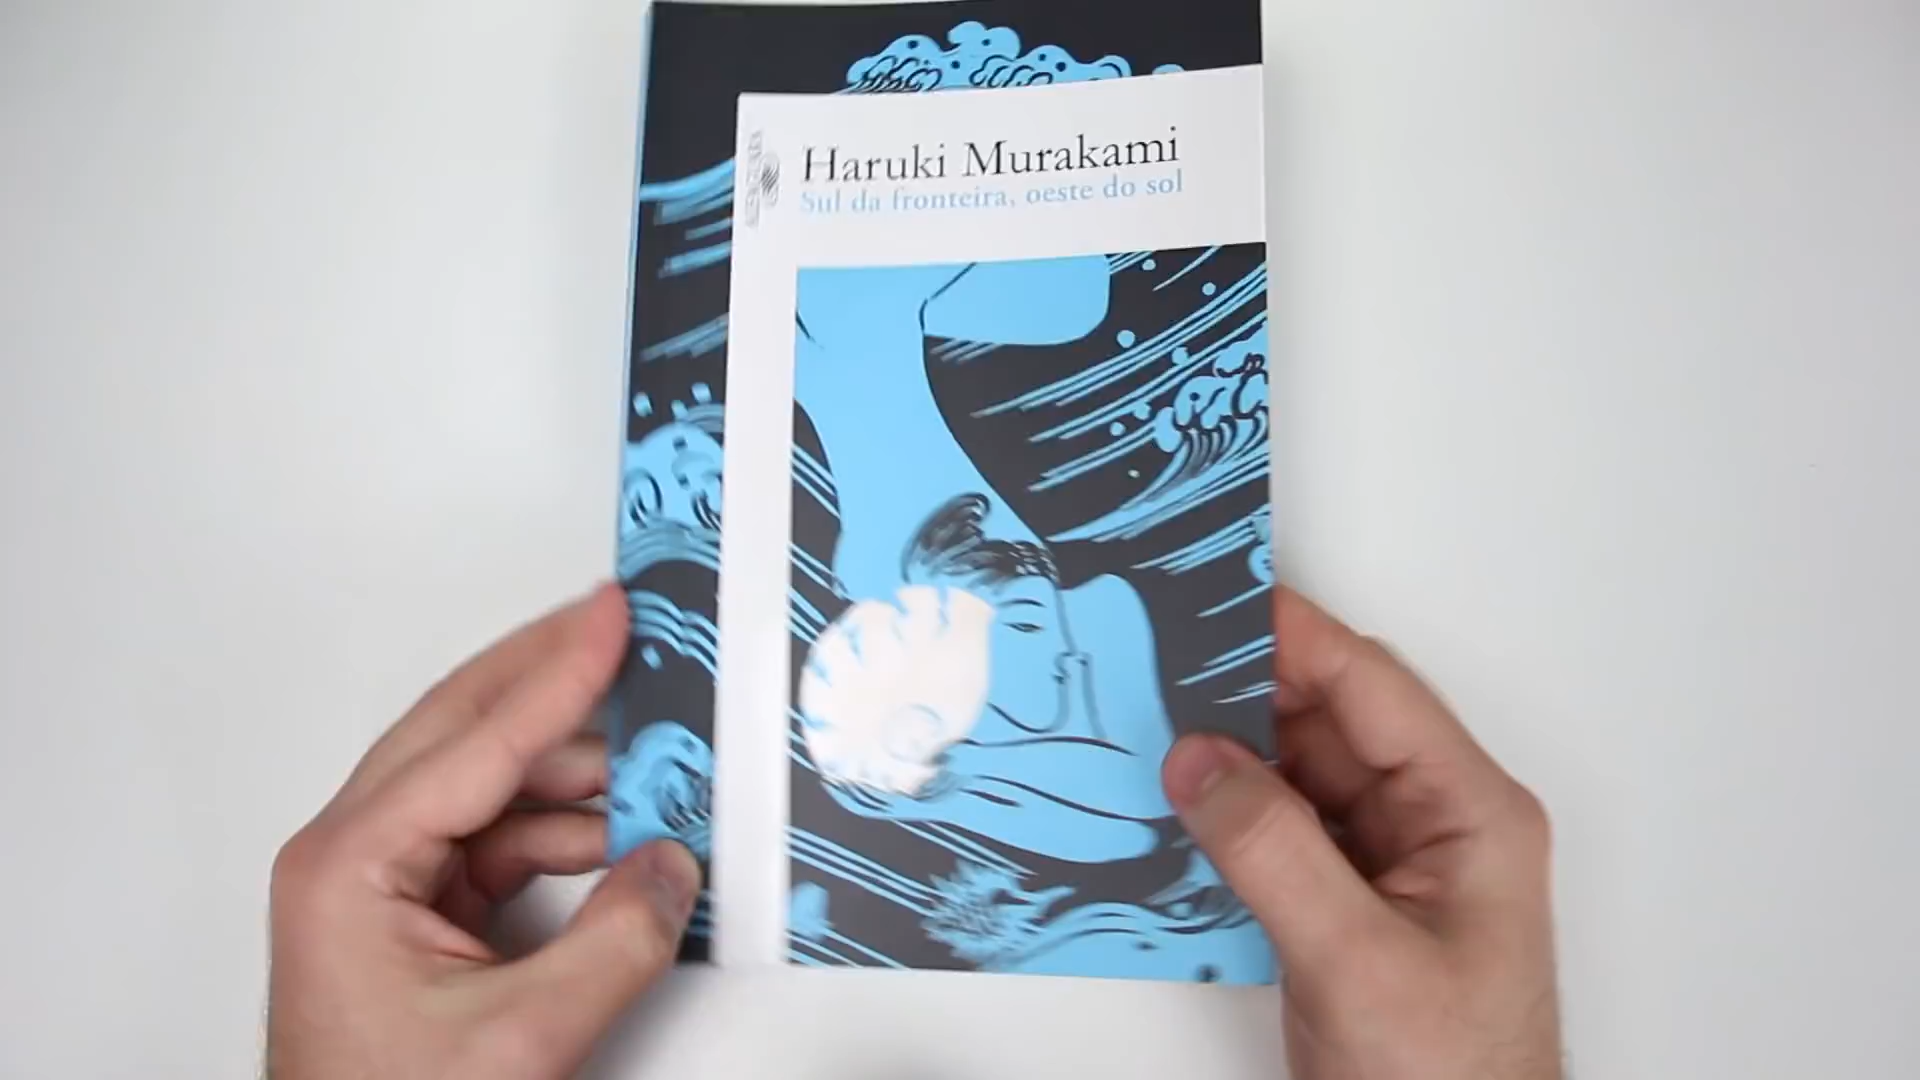 Haruki Murakami
Sul da fronteira, oeste do sol